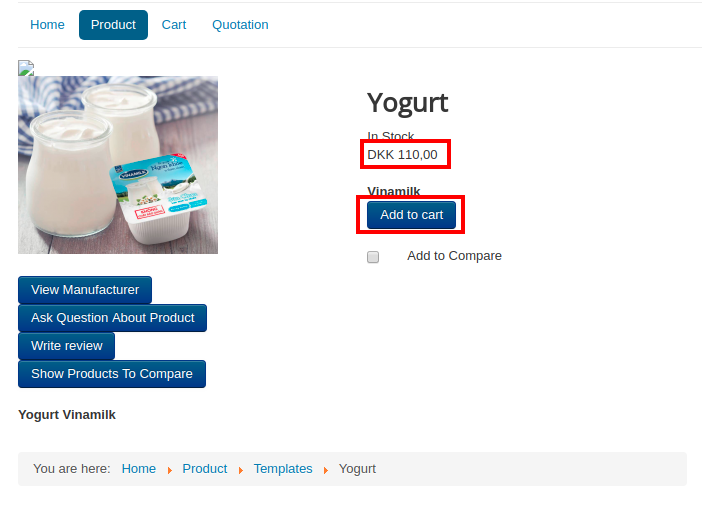 Home Product Cart Quotation
Yogurt
In Stock
DKK 110,00
Vinamilk
Add to cart
Add to Compare
VINAMILK
View Manufacturer
Ask Question About Product
Write review
Show Products To Compare
Yogurt Vinamilk
You are here: Home Product Templates Yogurt